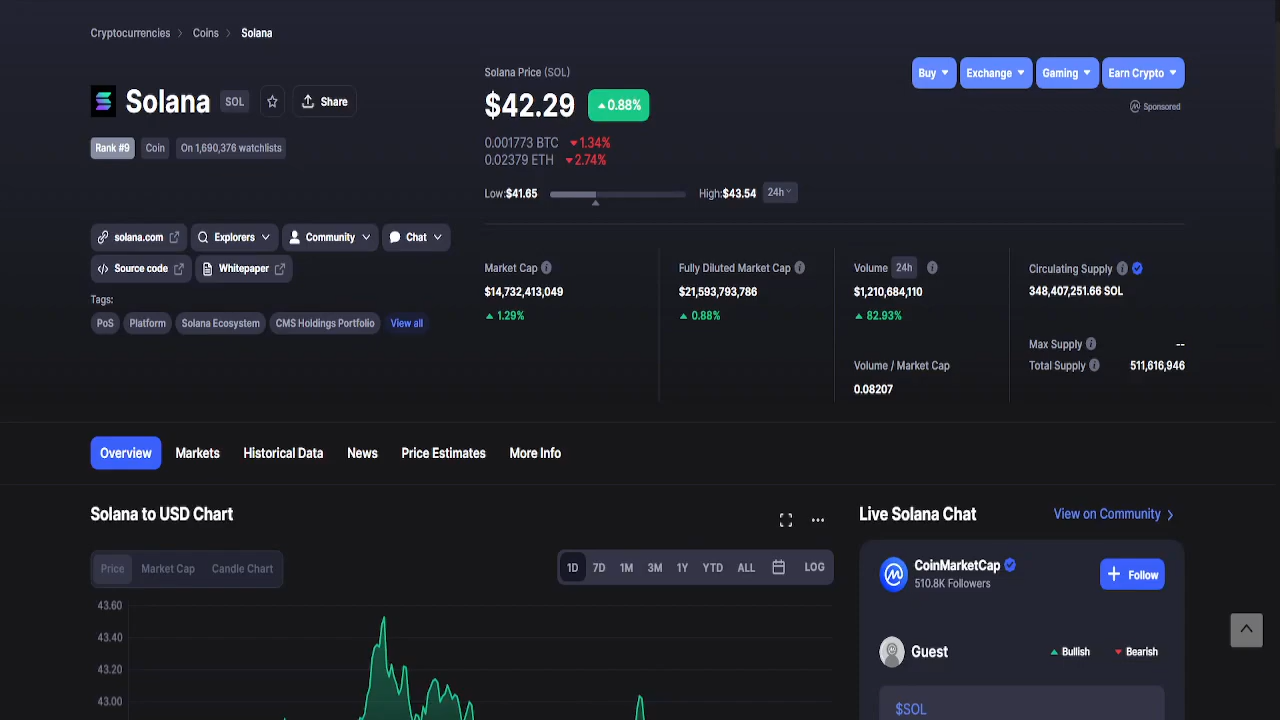 Cryptocurrencies > Coins > Solana
Solana SOL Share
Rank #9 Coin On 1,690,376 watchlists
solana.com Explorers Community Chat
Source code Whitepaper
Tags:
PoS Platform Solana Ecosystem CMS Holdings Portfolio View all
Solana Price (SOL)
$42.29 0.88%
0.001773 BTC 1.34%
0.02379 ETH 2.74%
Low:$41.65 High:$43.54 24h
Buy Exchange Gaming Earn Crypto
Sponsored
Market Cap
$14,732,413,049
1.29%
Fully Diluted Market Cap
$21,593,793,786
0.88%
Volume 24h
$1,210,684,110
82.93%
Volume / Market Cap
0.08207
Circulating Supply
348,407,251.66 SOL
Max Supply --
Total Supply 511,616,946
Overview Markets Historical Data News Price Estimates More Info
Solana to USD Chart
Price Market Cap Candle Chart
1D 7D 1M 3M 1Y YTD ALL LOG
43.60
43.40
43.20
43.00
Live Solana Chat View on Community >
CoinMarketCap
510.8K Followers
+ Follow
Guest Bullish Bearish
$SOL